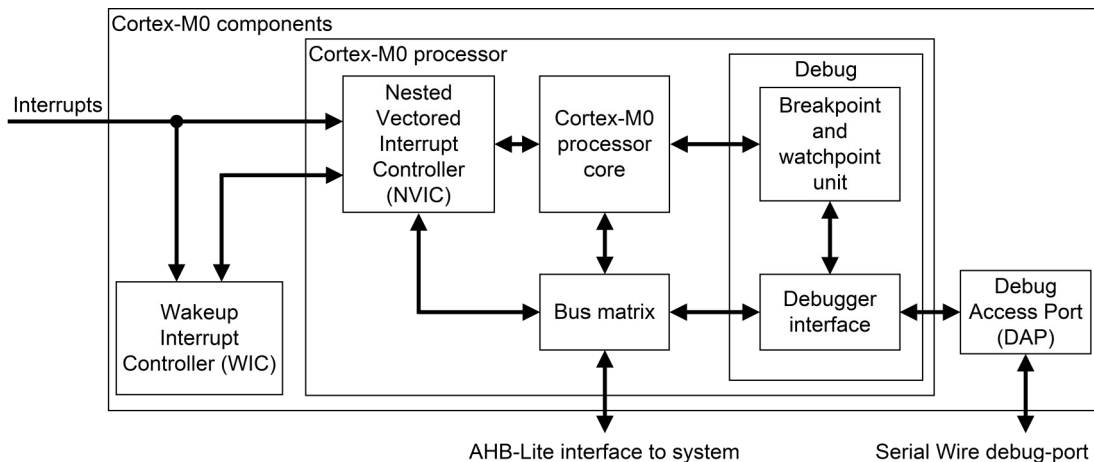 Cortex-M0 components
Cortex-M0 processor
Debug
Interrupts
Nested
Vectored
Interrupt
Controller
(NVIC)
Cortex-M0
processor
core
Breakpoint
and
watchpoint
unit
Wakeup
Interrupt
Controller (WIC)
Bus matrix
Debugger
interface
Debug
Access Port
(DAP)
AHB-Lite interface to system
Serial Wire debug-port